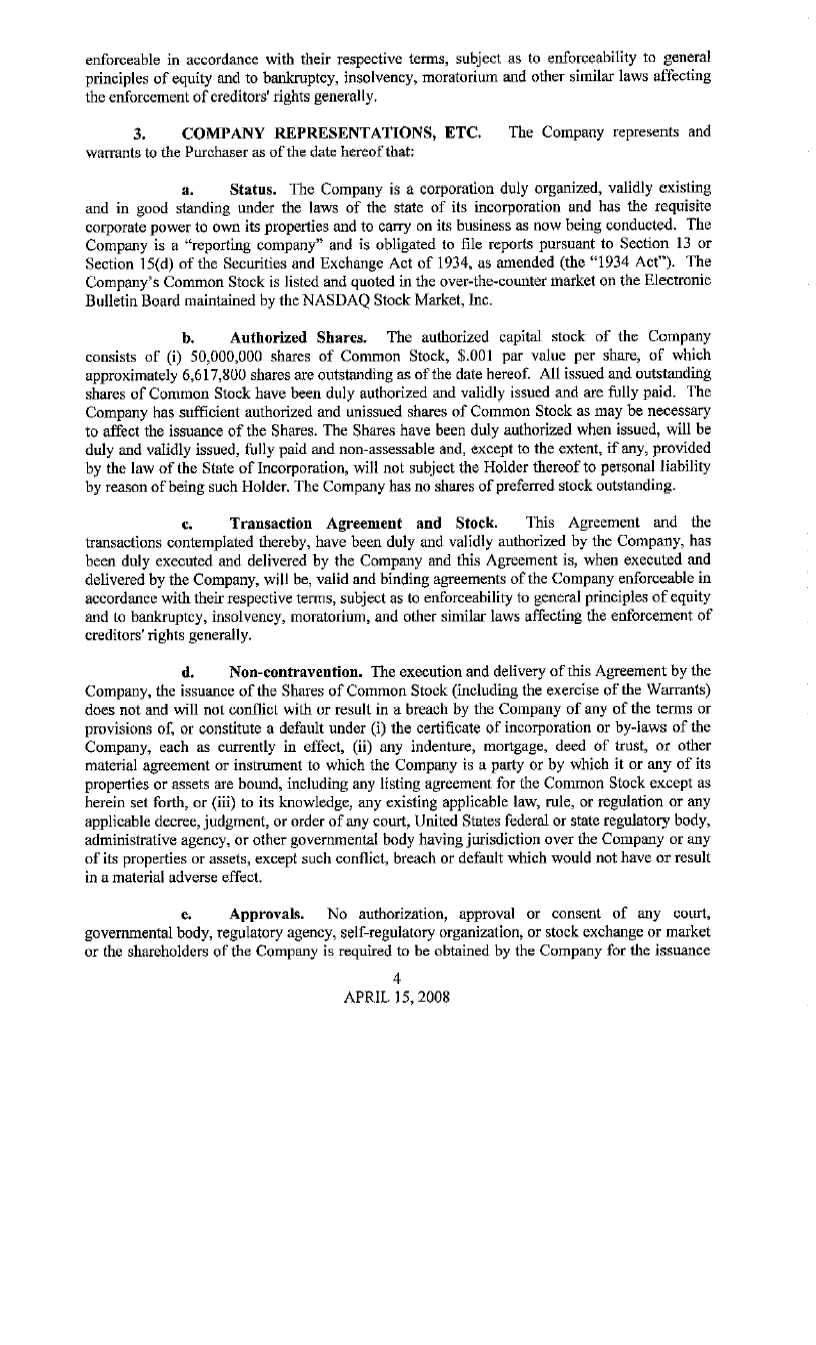 enforceable in accordance with their respective terms, subject as to enforceability to general
principles of equity and to bankruptcy, insolvency, moratorium and other similar laws affecting
the enforcement of creditors' rights generally.
3. COMPANY REPRESENTATIONS, ETC. The Company represents and
warrants to the Purchaser as of the date hereof that:
a. Status. The Company is a corporation duly organized, validly existing
and in good standing under the laws of the state of its incorporation and has the requisite
corporate power to own its properties and to carry on its business as now being conducted. The
Company is a “reporting company” and is obligated to file reports pursuant to Section 13 or
Section 15(d) of the Securities and Exchange Act of 1934, as amended (the “1934 Act”). The
Company’s Common Stock is listed and quoted in the over-the-counter market on the Electronic
Bulletin Board maintained by the NASDAQ Stock Market, Inc.
b. Authorized Shares. The authorized capital stock of the Company
consists of (i) 50,000,000 shares of Common Stock, $.001 par value per share, of which
approximately 6,617,800 shares are outstanding as of the date hereof. All issued and outstanding
shares of Common Stock have been duly authorized and validly issued and are fully paid. The
Company has sufficient authorized and unissued shares of Common Stock as may be necessary
to affect the issuance of the Shares. The Shares have been duly authorized when issued, will be
duly and validly issued, fully paid and non-assessable and, except to the extent, if any, provided
by the law of the State of Incorporation, will not subject the Holder thereof to personal liability
by reason of being such Holder. The Company has no shares of preferred stock outstanding.
c. Transaction Agreement and Stock. This Agreement and the
transactions contemplated thereby, have been duly and validly authorized by the Company, has
been duly executed and delivered by the Company and this Agreement is, when executed and
delivered by the Company, will be, valid and binding agreements of the Company enforceable in
accordance with their respective terms, subject as to enforceability to general principles of equity
and to bankruptcy, insolvency, moratorium, and other similar laws affecting the enforcement of
creditors' rights generally.
d. Non-contravention. The execution and delivery of this Agreement by the
Company, the issuance of the Shares of Common Stock (including the exercise of the Warrants)
does not and will not conflict with or result in a breach by the Company of any of the terms or
provisions of, or constitute a default under (i) the certificate of incorporation or by-laws of the
Company, each as currently in effect, (ii) any indenture, mortgage, deed of trust, or other
material agreement or instrument to which the Company is a party or by which it or any of its
properties or assets are bound, including any listing agreement for the Common Stock except as
herein set forth, or (iii) to its knowledge, any existing applicable law, rule, or regulation or any
applicable decree, judgment, or order of any court, United States federal or state regulatory body,
administrative agency, or other governmental body having jurisdiction over the Company or any
of its properties or assets, except such conflict, breach or default which would not have or result
in a material adverse effect.
e. Approvals. No authorization, approval or consent of any court,
governmental body, regulatory agency, self-regulatory organization, or stock exchange or market
or the shareholders of the Company is required to be obtained by the Company for the issuance
4
APRIL 15, 2008